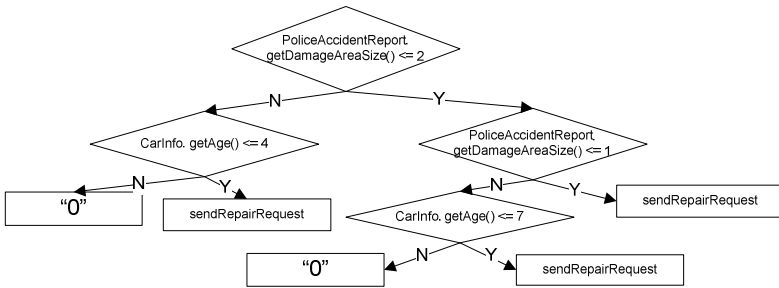 PoliceAccidentReport.
getDamageAreaSize() <= 2
N
Y
CarInfo. getAge() <= 4
PoliceAccidentReport.
getDamageAreaSize() <= 1
N
Y
N
Y
“0”
sendRepairRequest
CarInfo. getAge() <= 7
sendRepairRequest
N
Y
“0”
sendRepairRequest